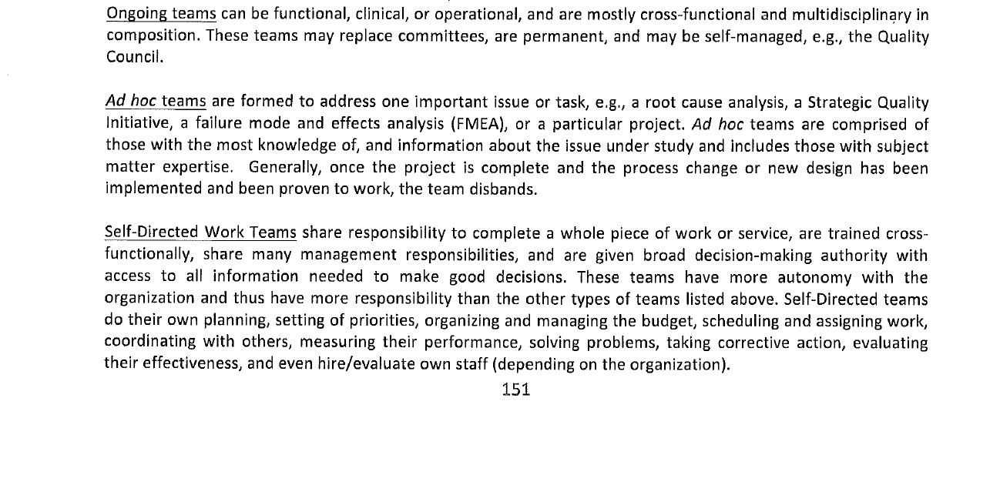 Ongoing teams can be functional, clinical, or operational, and are mostly cross-functional and multidisciplinary in
composition. These teams may replace committees, are permanent, and may be self-managed, e.g., the Quality
Council.
Ad hoc teams are formed to address one important issue or task, e.g., a root cause analysis, a Strategic Quality
Initiative, a failure mode and effects analysis (FMEA), or a particular project. Ad hoc teams are comprised of
those with the most knowledge of, and information about the issue under study and includes those with subject
matter expertise. Generally, once the project is complete and the process change or new design has been
implemented and been proven to work, the team disbands.
Self-Directed Work Teams share responsibility to complete a whole piece of work or service, are trained cross-
functionally, share many management responsibilities, and are given broad decision-making authority with
access to all information needed to make good decisions. These teams have more autonomy with the
organization and thus have more responsibility than the other types of teams listed above. Self-Directed teams
do their own planning, setting of priorities, organizing and managing the budget, scheduling and assigning work,
coordinating with others, measuring their performance, solving problems, taking corrective action, evaluating
their effectiveness, and even hire/evaluate own staff (depending on the organization).
151